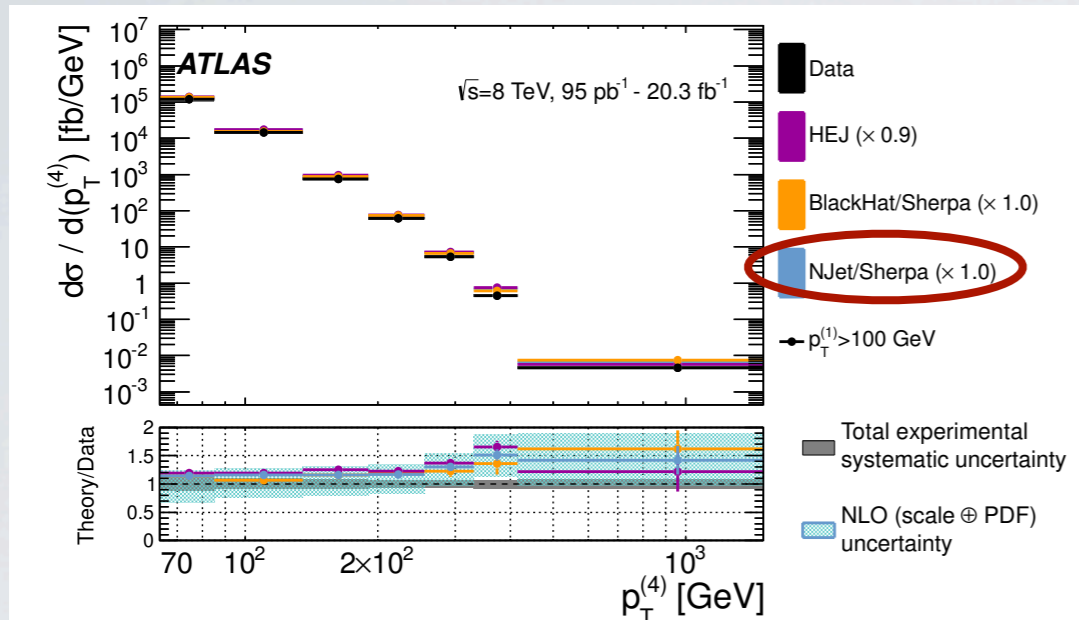 ATLAS
√s=8 TeV, 95 pb⁻¹ - 20.3 fb⁻¹
dσ / d(p_T^(4)) [fb/GeV]
10⁷
10⁶
10⁵
10⁴
10³
10²
10
1
10⁻¹
10⁻²
10⁻³
Data
HEJ (× 0.9)
BlackHat/Sherpa (× 1.0)
NJet/Sherpa (× 1.0)
p_T^(1)>100 GeV
Theory/Data
2
1.5
1
0.5
0
70
10²
2×10²
10³
p_T^(4) [GeV]
Total experimental
systematic uncertainty
NLO (scale ⊕ PDF)
uncertainty